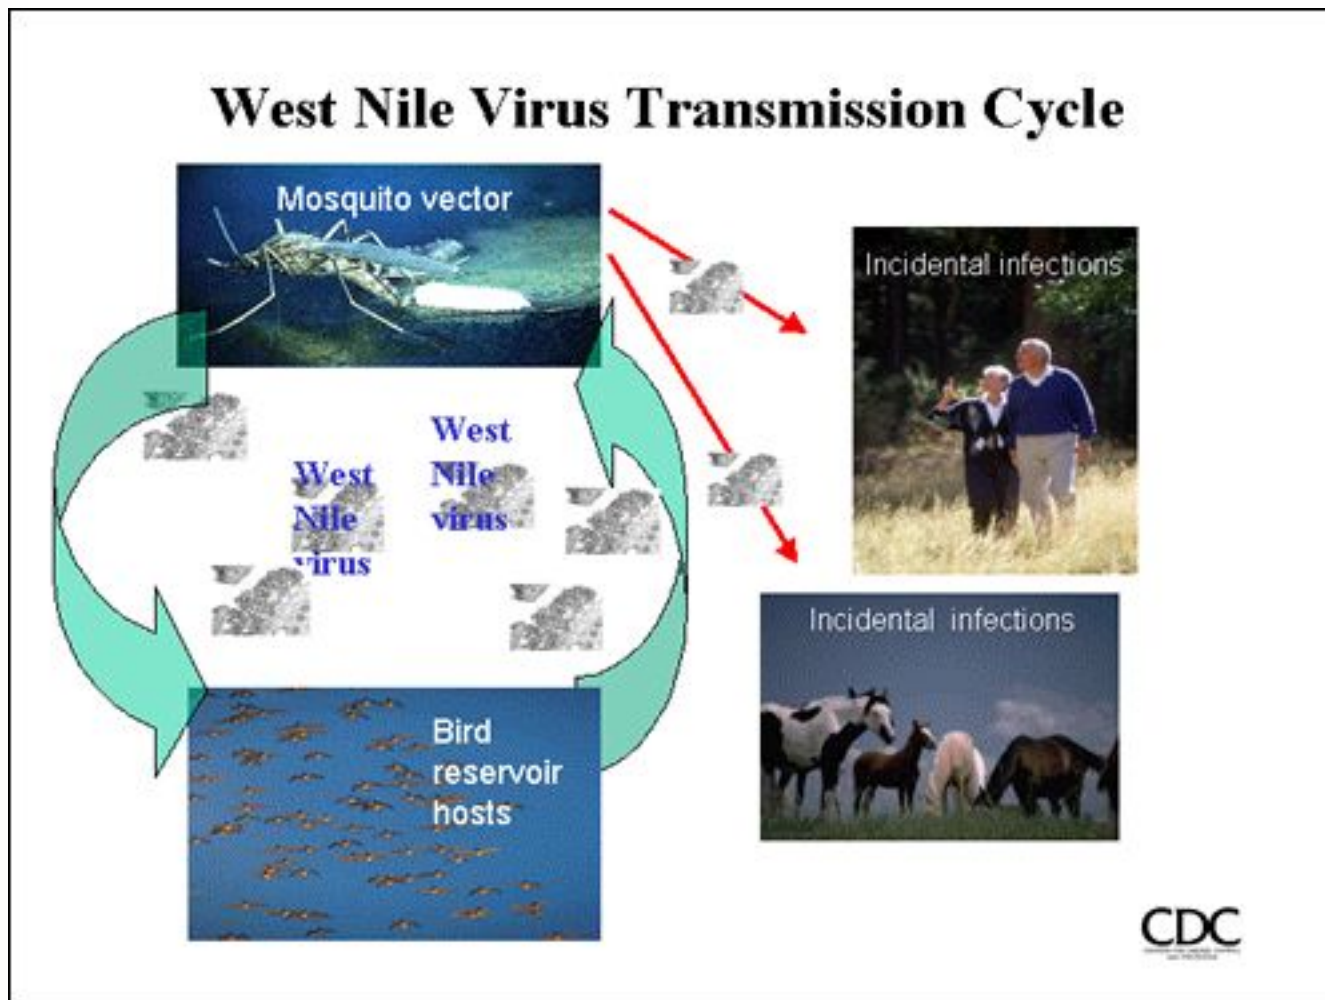 West Nile Virus Transmission Cycle
Mosquito vector
Incidental infections
West
Nile
virus
West
Nile
virus
Incidental infections
Bird
reservoir
hosts
CDC